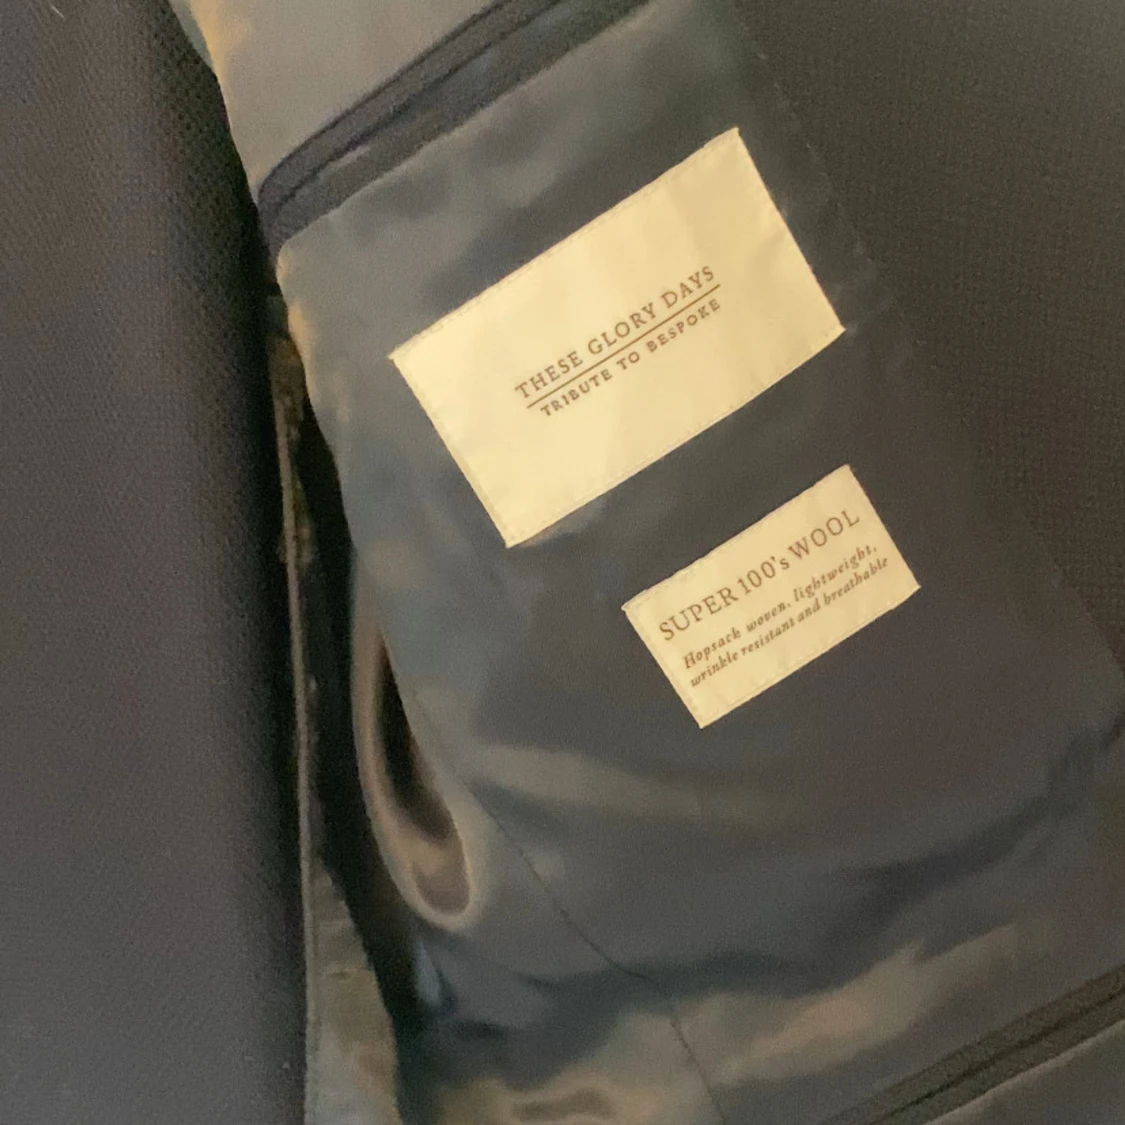 THESE GLORY DAYS
TRIBUTE TO BESPOKE
SUPER 100's WOOL
Hopsack woven, lightweight,
wrinkle resistant and breathable